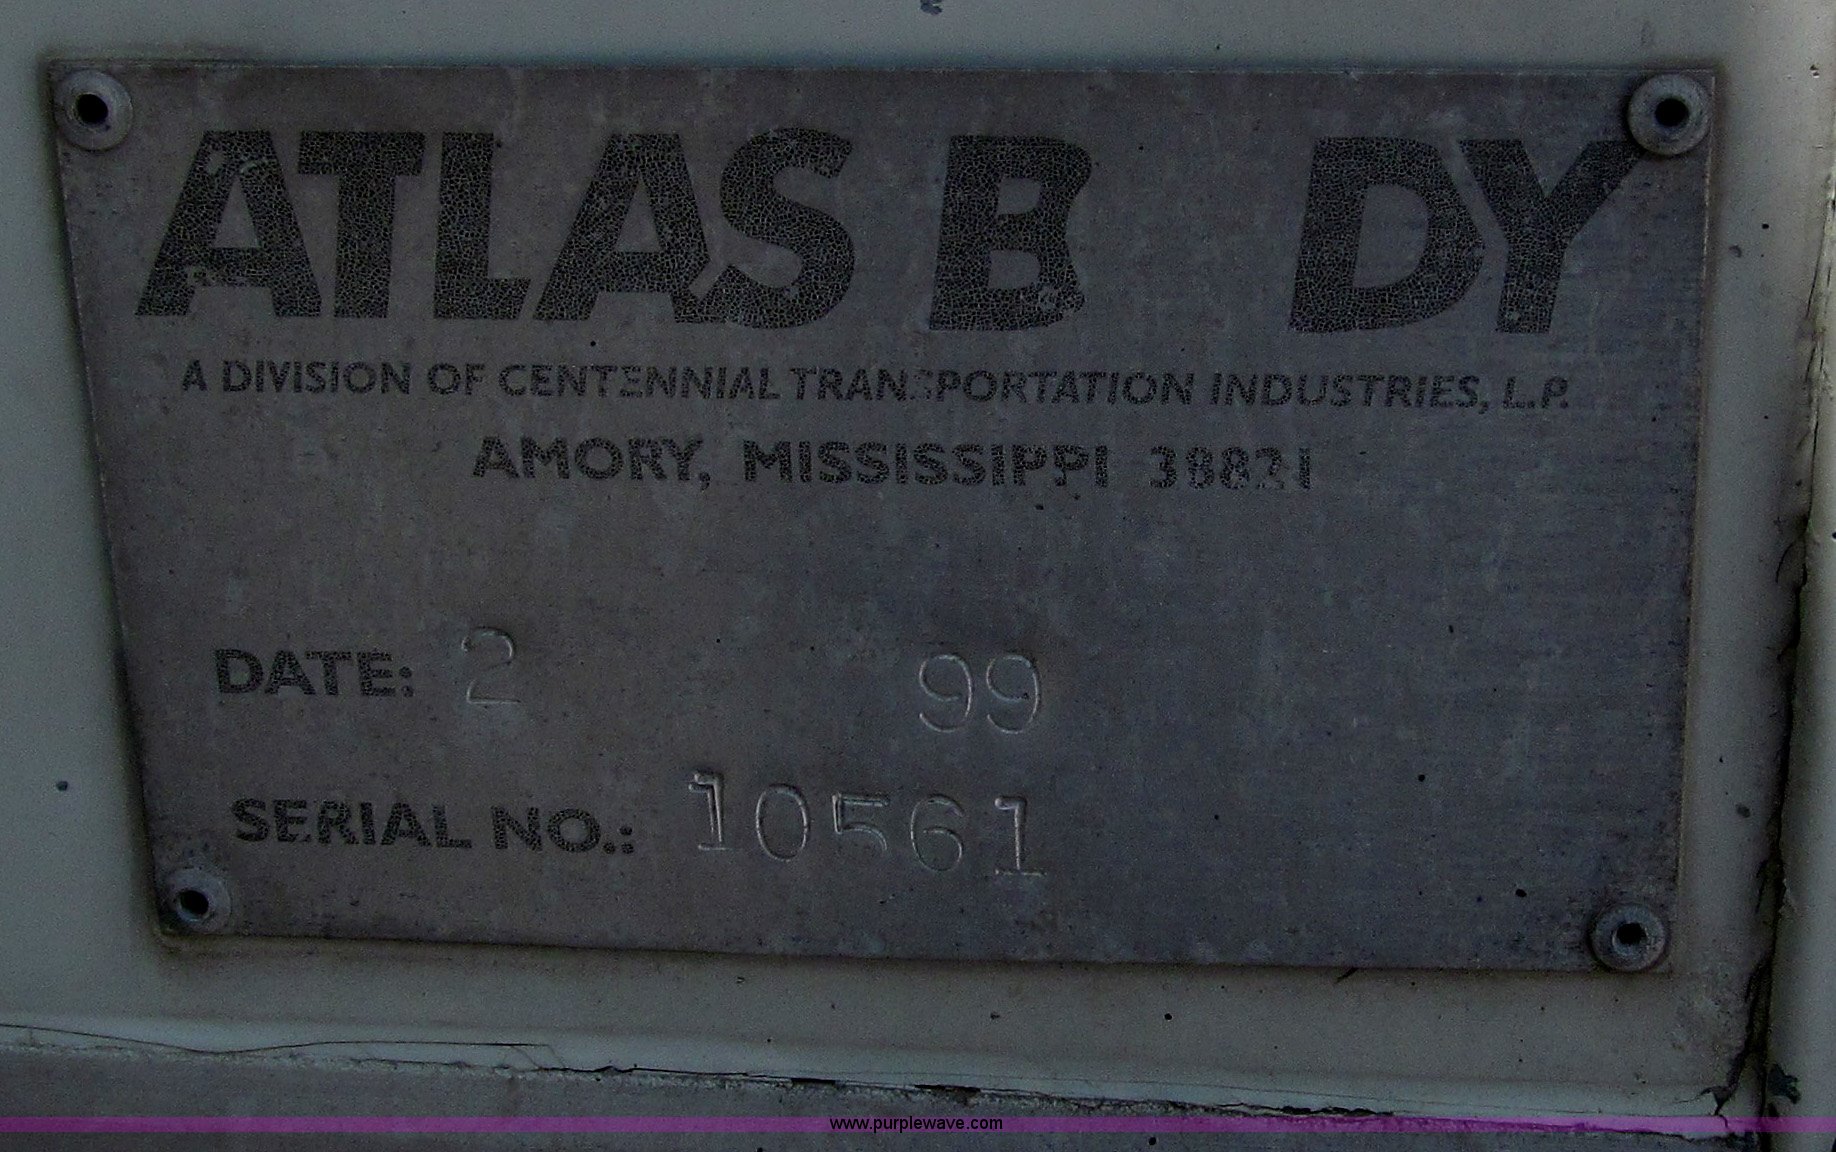 ATLAS B DY
A DIVISION OF CENTENNIAL TRANSPORTATION INDUSTRIES, L.P.
AMORY, MISSISSIPPI 38821
DATE: 2 99
SERIAL NO.: 10561
www.purplewave.com